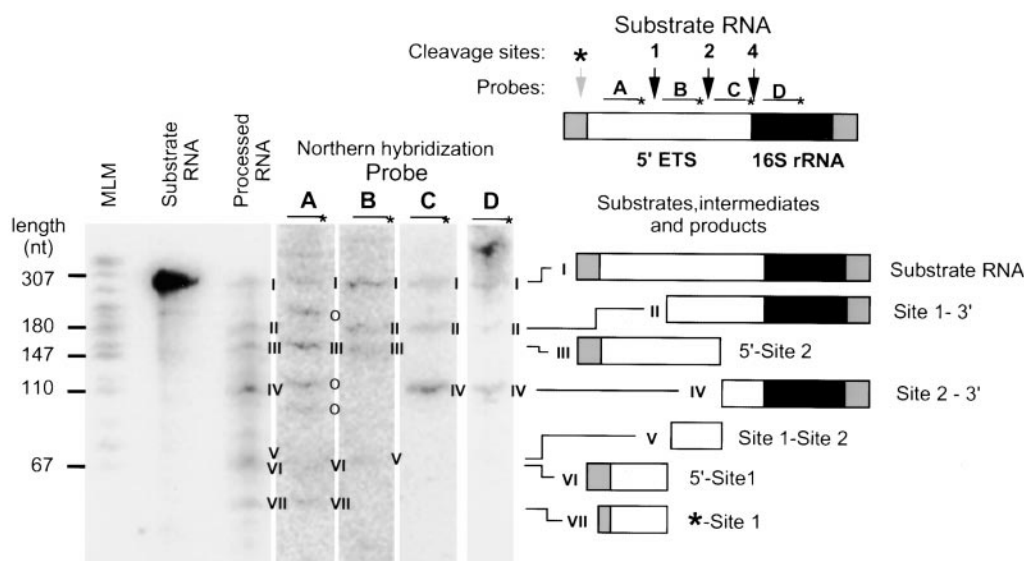 Substrate RNA
Cleavage sites: * 1 2 4
Probes: A B C D
5' ETS 16S rRNA
MLM
Substrate RNA
Processed RNA
Northern hybridization
Probe
A B C D
length
(nt)
307
180
147
110
67
I I I I
O
II II II II
III III III
O
IV IV IV
O
V V
VI VI
VII VII
Substrates,intermediates
and products
I Substrate RNA
II Site 1- 3'
III 5'-Site 2
IV Site 2 - 3'
V Site 1-Site 2
VI 5'-Site1
VII *-Site 1